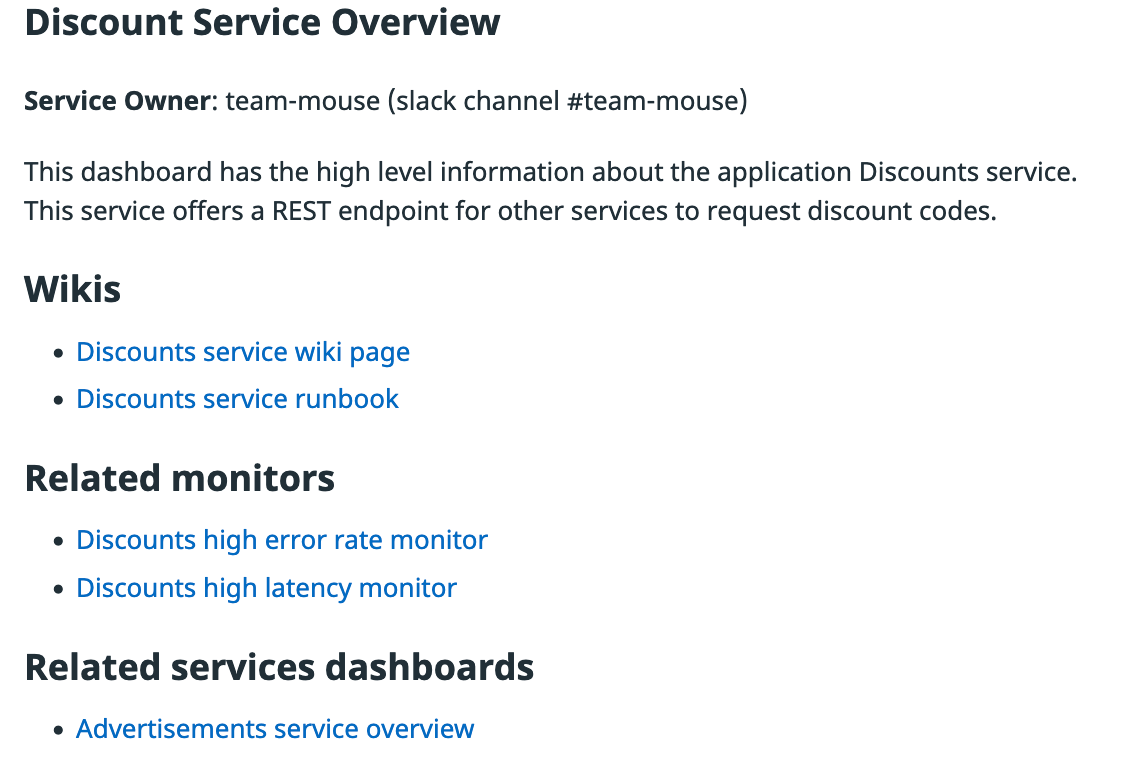 Discount Service Overview
Service Owner: team-mouse (slack channel #team-mouse)
This dashboard has the high level information about the application Discounts service.
This service offers a REST endpoint for other services to request discount codes.
Wikis
• Discounts service wiki page
• Discounts service runbook
Related monitors
• Discounts high error rate monitor
• Discounts high latency monitor
Related services dashboards
• Advertisements service overview